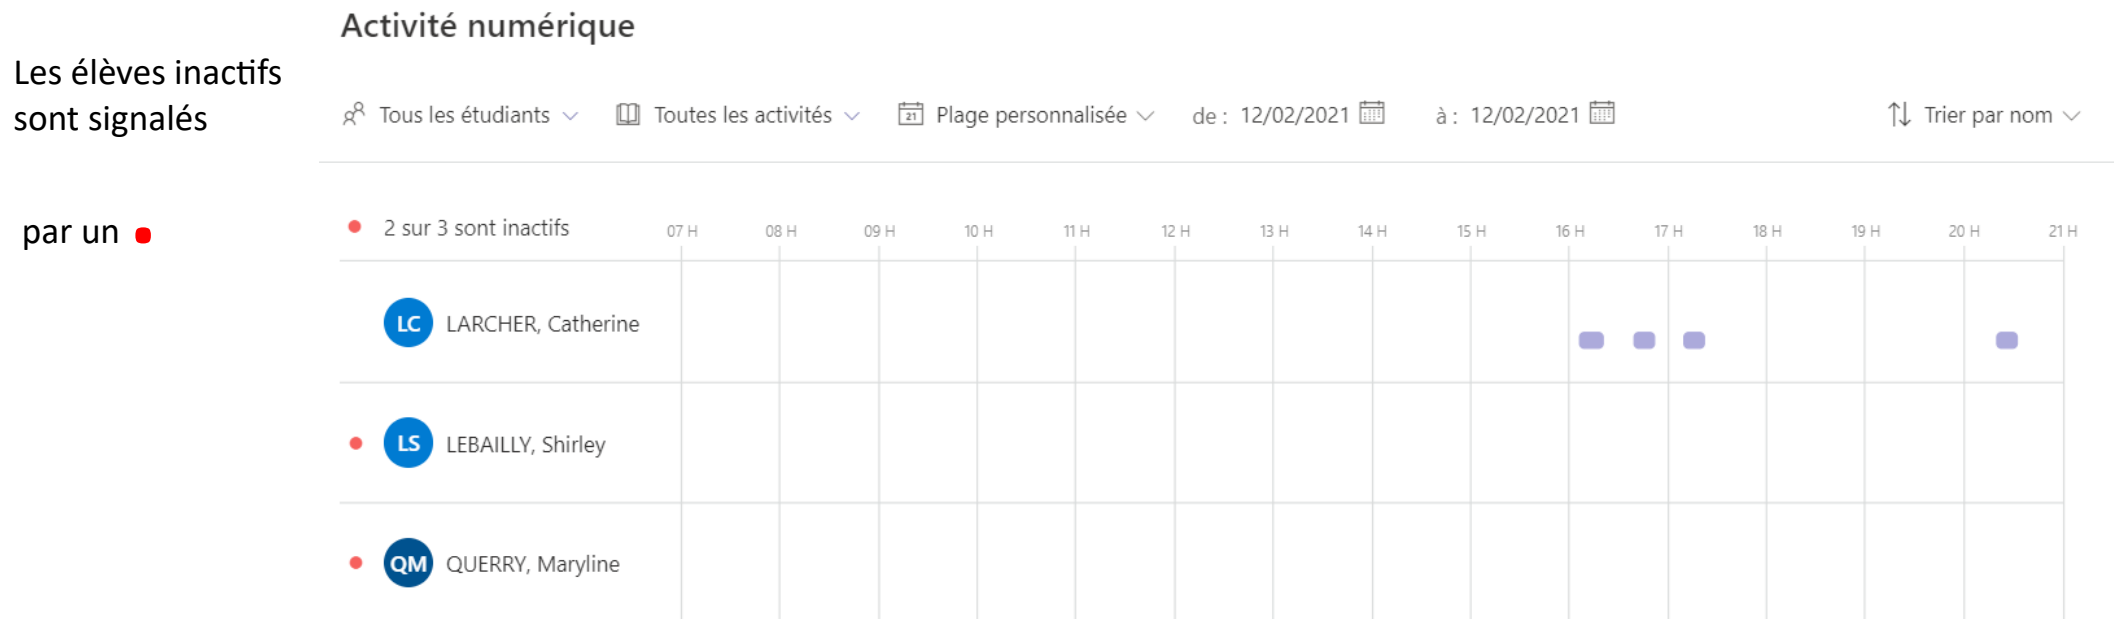 Activité numérique
Les élèves inactifs
sont signalés
par un
Tous les étudiants
Toutes les activités
21
Plage personnalisée
de : 12/02/2021
à : 12/02/2021
Trier par nom
2 sur 3 sont inactifs
07 H 08 H 09 H 10 H 11 H 12 H 13 H 14 H 15 H 16 H 17 H 18 H 19 H 20 H 21 H
LC LARCHER, Catherine
LS LEBAILLY, Shirley
QM QUERRY, Maryline